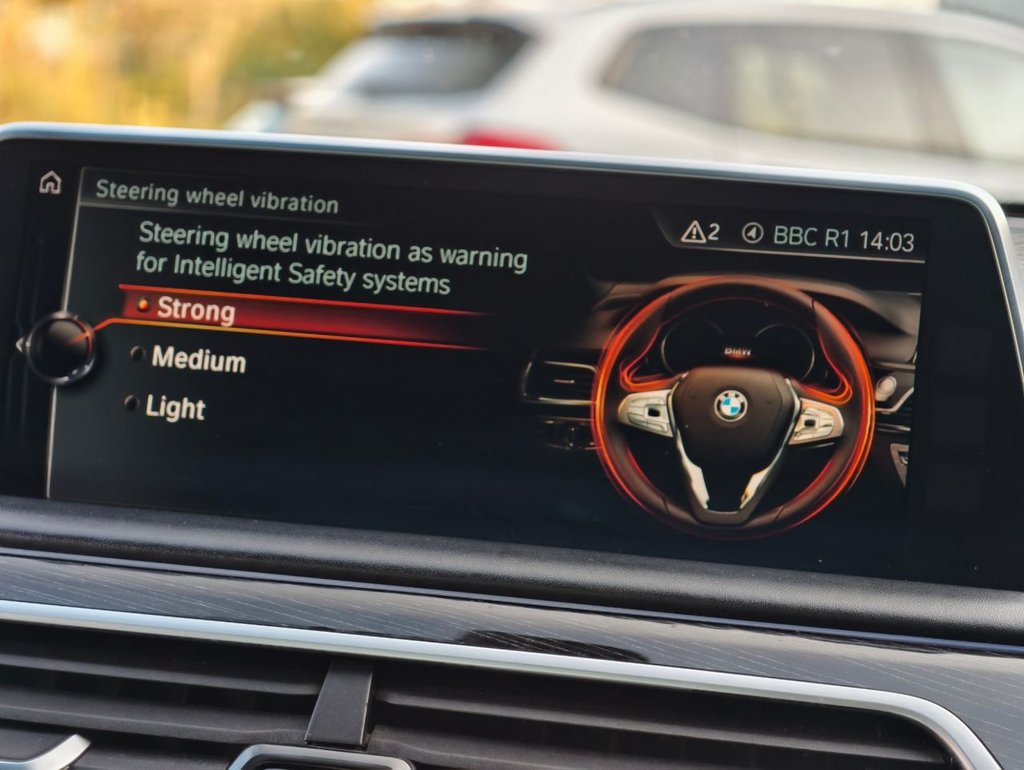 Steering wheel vibration
2 BBC R1 14:03
Steering wheel vibration as warning
for Intelligent Safety systems
Strong
Medium
Light
BMW